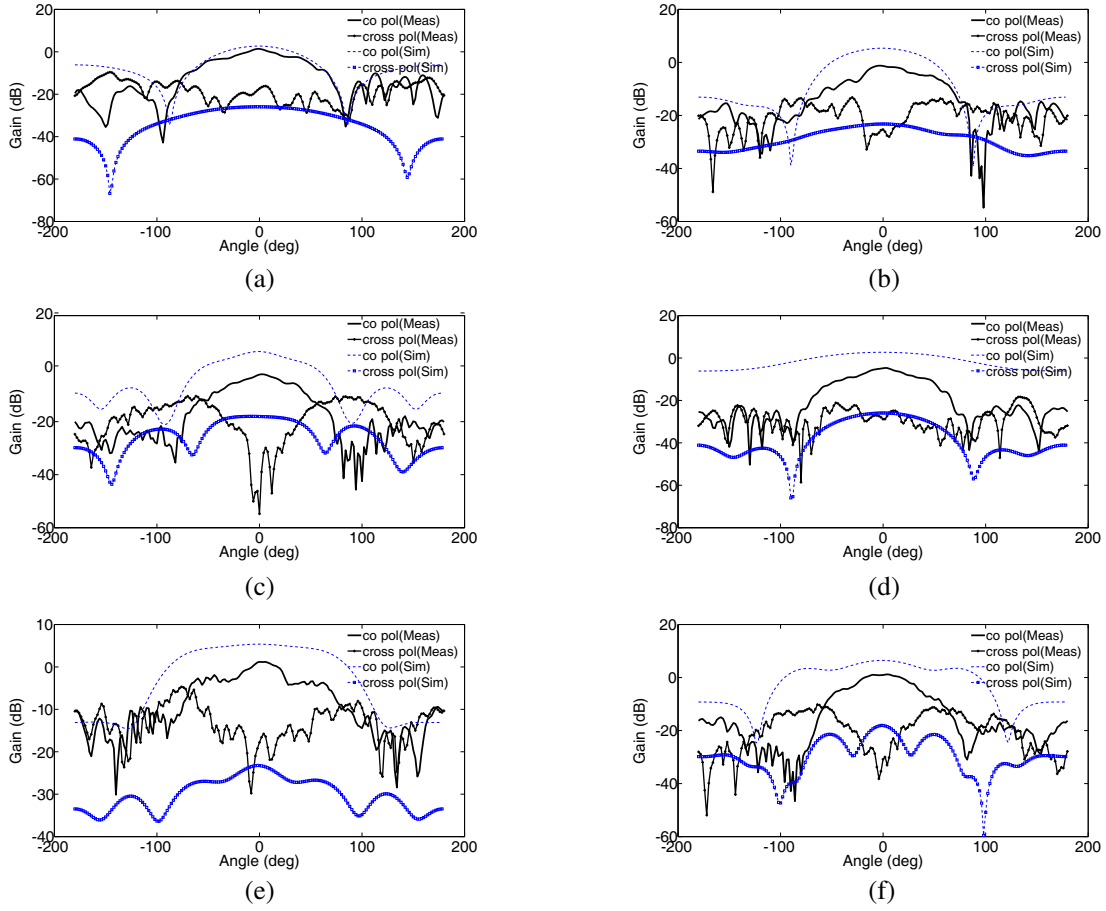 20
0
-20
-40
-60
-80
-200
-100
0
100
200
Gain (dB)
Angle (deg)
co pol(Meas)
cross pol(Meas)
co pol(Sim)
cross pol(Sim)
(a)
20
0
-20
-40
-60
-200
-100
0
100
200
Gain (dB)
Angle (deg)
co pol(Meas)
cross pol(Meas)
co pol(Sim)
cross pol(Sim)
(b)
20
0
-20
-40
-60
-200
-100
0
100
200
Gain (dB)
Angle (deg)
co pol(Meas)
cross pol(Meas)
co pol(Sim)
cross pol(Sim)
(c)
20
0
-20
-40
-60
-80
-200
-100
0
100
200
Gain (dB)
Angle (deg)
co pol(Meas)
cross pol(Meas)
co pol(Sim)
cross pol(Sim)
(d)
10
0
-10
-20
-30
-40
-200
-100
0
100
200
Gain (dB)
Angle (deg)
co pol(Meas)
cross pol(Meas)
co pol(Sim)
cross pol(Sim)
(e)
20
0
-20
-40
-60
-200
-100
0
100
200
Gain (dB)
Angle (deg)
co pol(Meas)
cross pol(Meas)
co pol(Sim)
cross pol(Sim)
(f)